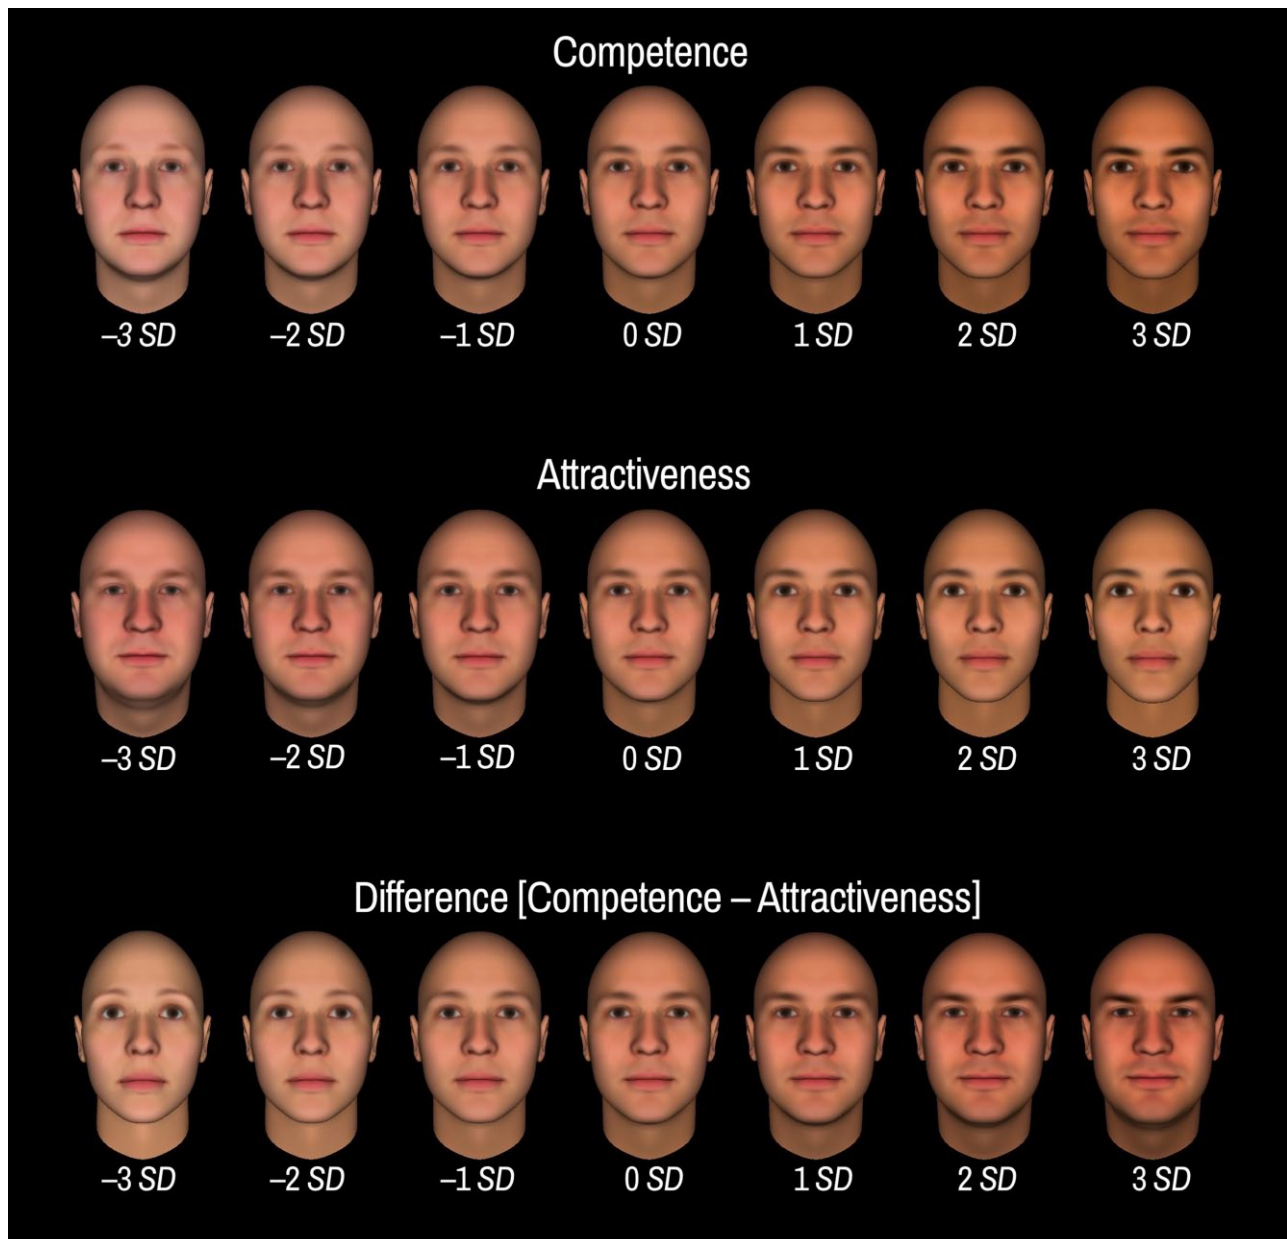 Competence
–3 SD –2 SD –1 SD 0 SD 1 SD 2 SD 3 SD
Attractiveness
–3 SD –2 SD –1 SD 0 SD 1 SD 2 SD 3 SD
Difference [Competence – Attractiveness]
–3 SD –2 SD –1 SD 0 SD 1 SD 2 SD 3 SD